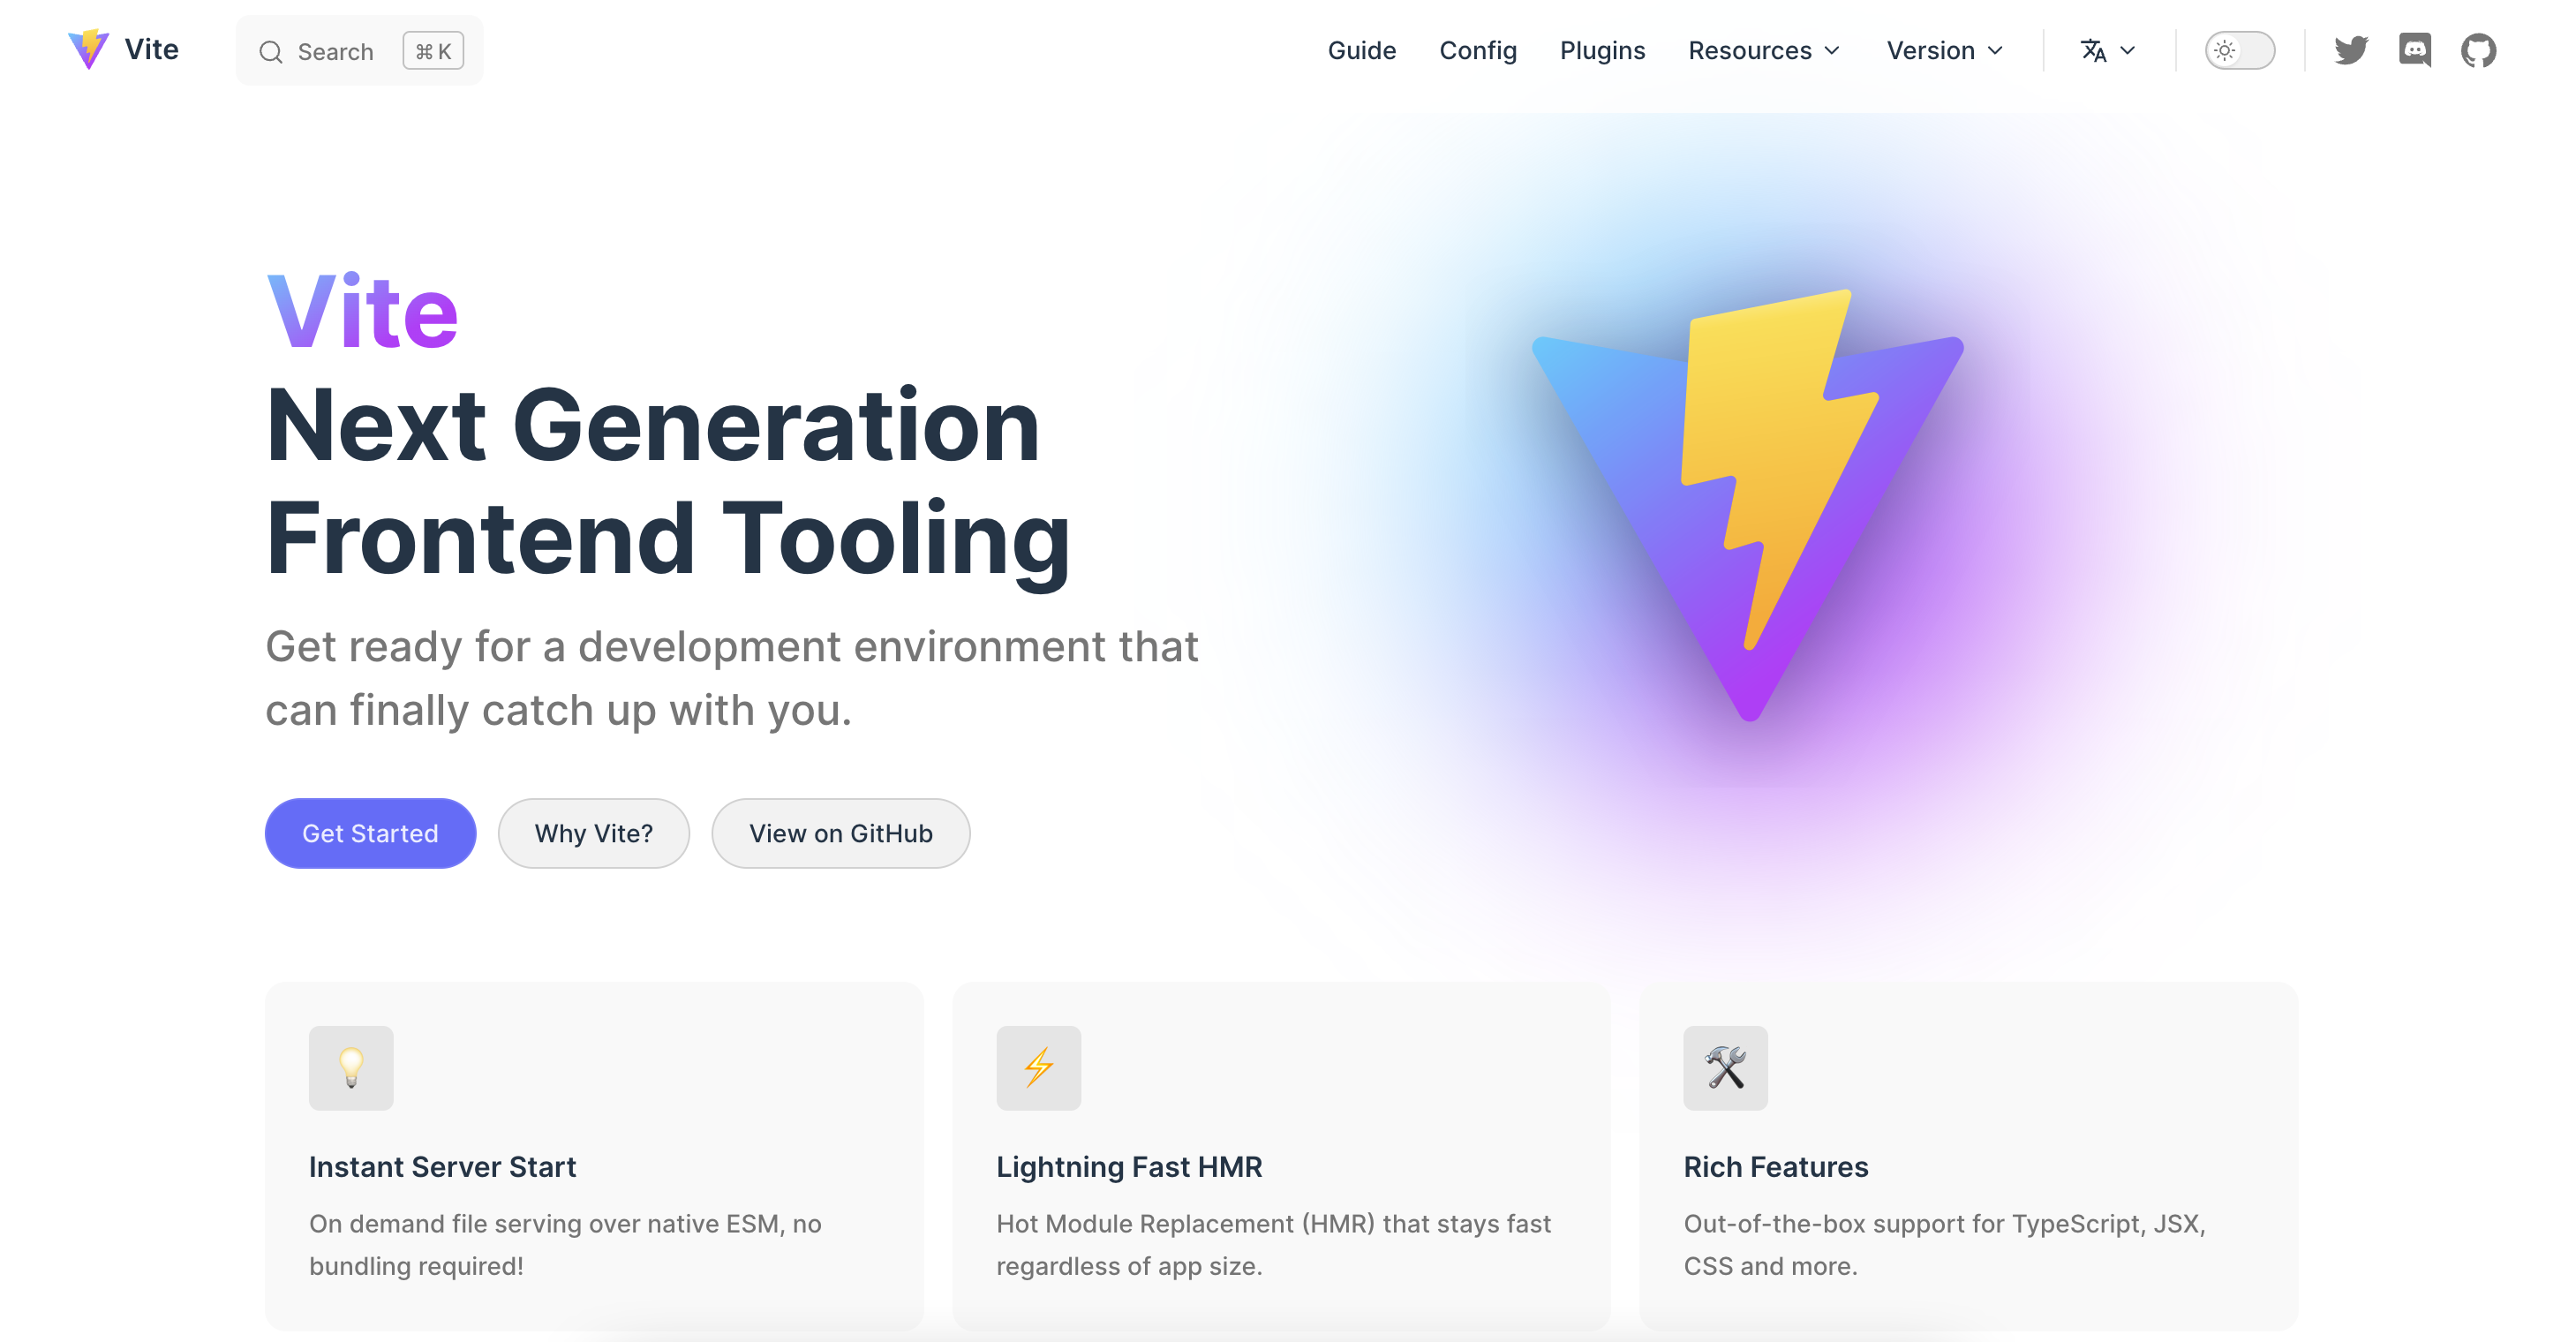 Vite
Search ⌘ K
Guide
Config
Plugins
Resources
Version
Vite
Next Generation
Frontend Tooling
Get ready for a development environment that
can finally catch up with you.
Get Started
Why Vite?
View on GitHub
Instant Server Start
On demand file serving over native ESM, no
bundling required!
Lightning Fast HMR
Hot Module Replacement (HMR) that stays fast
regardless of app size.
Rich Features
Out-of-the-box support for TypeScript, JSX,
CSS and more.